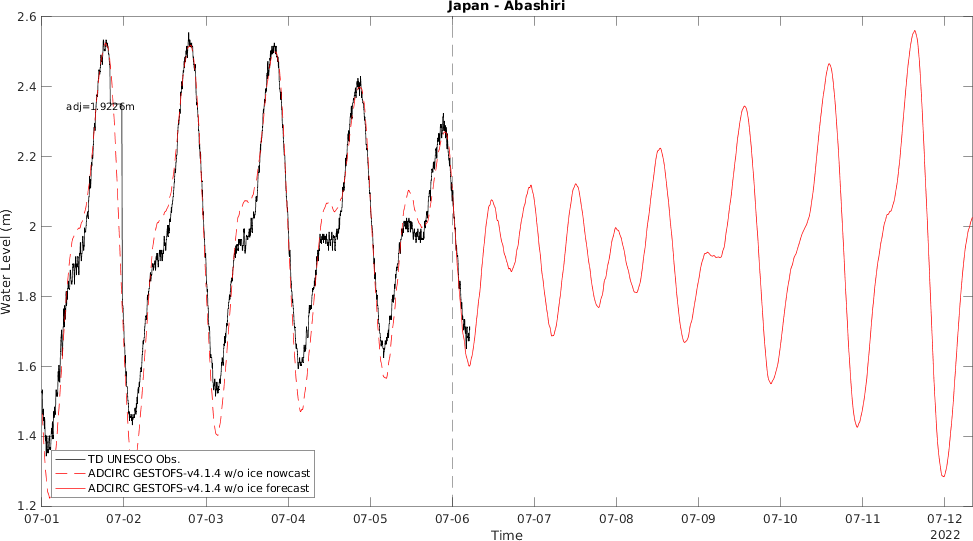 Japan - Abashiri
2.6
2.4
adj=1.9226m
2.2
2
Water Level (m)
1.8
1.6
1.4
TD UNESCO Obs.
ADCIRC GESTOFS-v4.1.4 w/o ice nowcast
ADCIRC GESTOFS-v4.1.4 w/o ice forecast
1.2
07-01 07-02 07-03 07-04 07-05 07-06 07-07 07-08 07-09 07-10 07-11 07-12
Time
2022